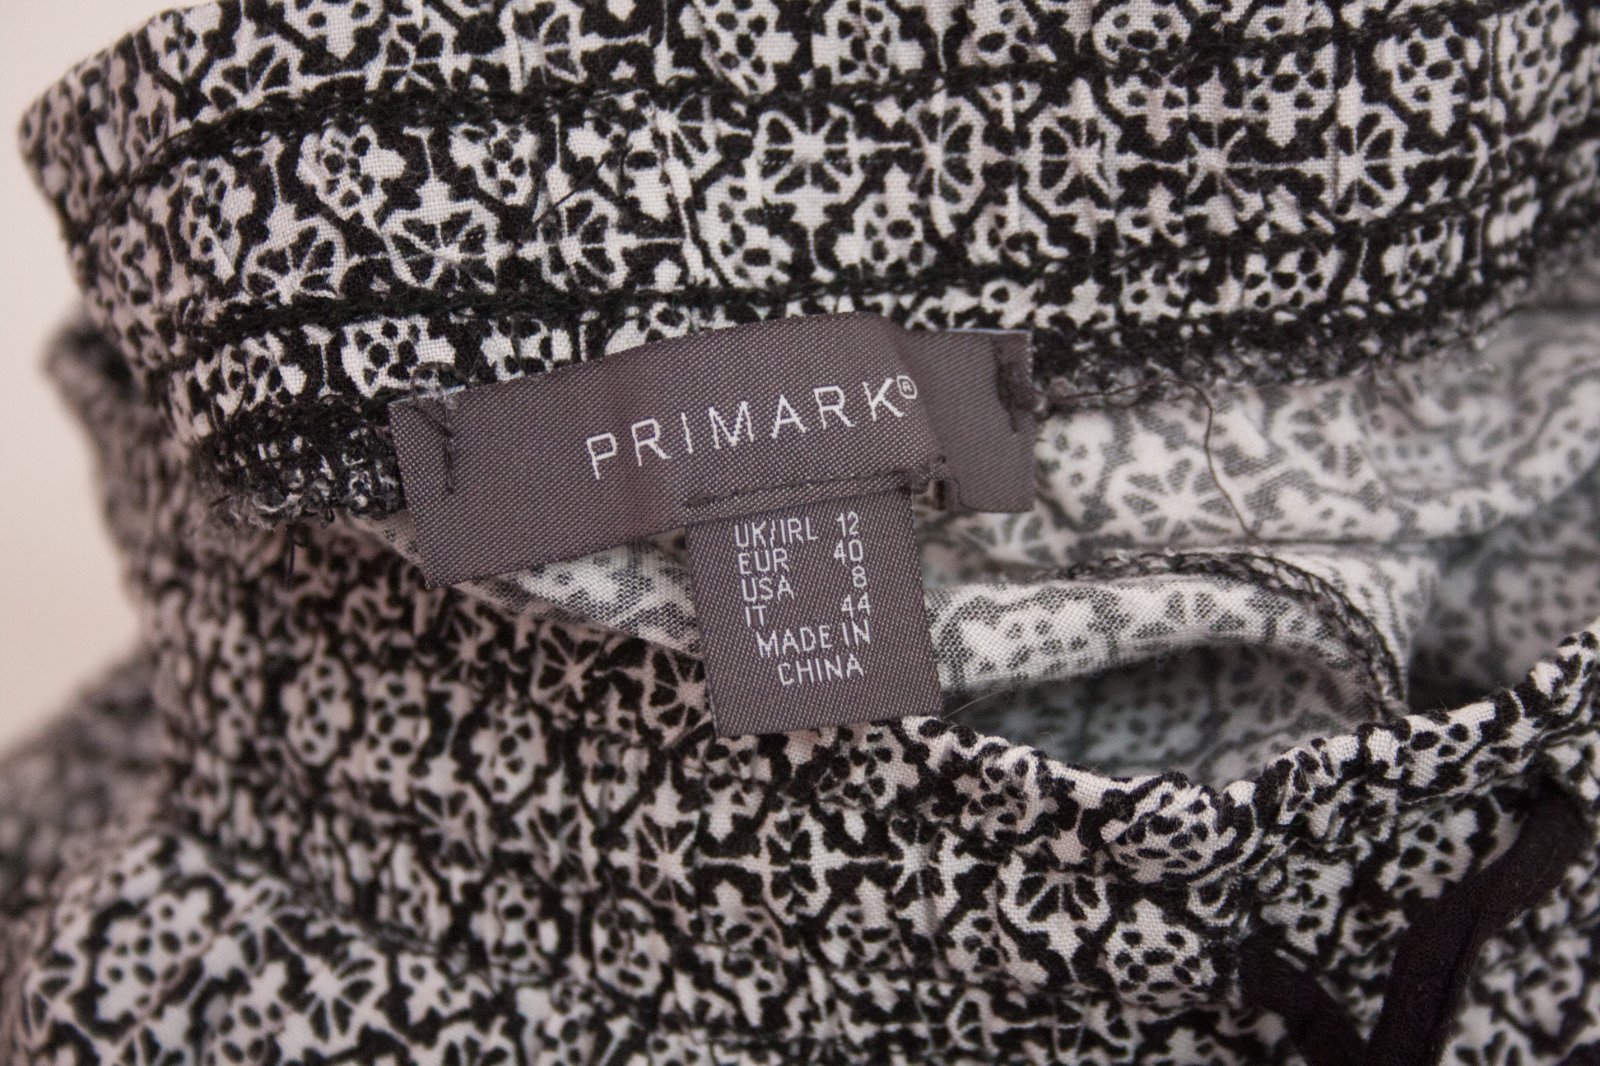 PRIMARK®
UK/IRL 12
EUR 40
USA 8
IT 44
MADE IN
CHINA